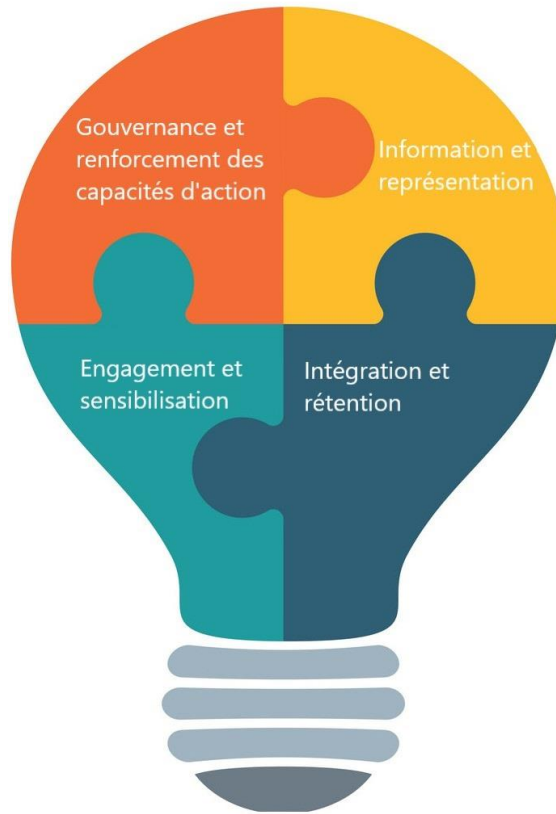 Gouvernance et
renforcement des
capacités d'action
Information et
représentation
Engagement et
sensibilisation
Intégration et
rétention